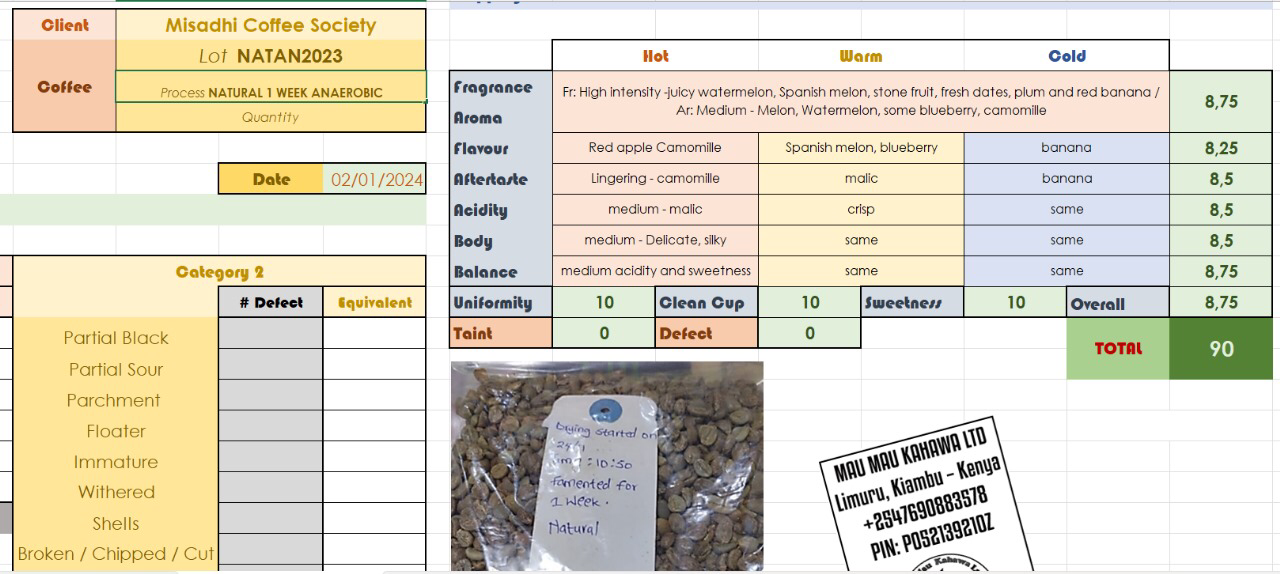 Client Misadhi Coffee Society
Coffee Lot NATAN2023
Process NATURAL 1 WEEK ANAEROBIC
Quantity
Date 02/01/2024
Category 2
# Defect Equivalent
Partial Black
Partial Sour
Parchment
Floater
Immature
Withered
Shells
Broken / Chipped / Cut
Hot Warm Cold
Fragrance
Aroma
Fr: High intensity -juicy watermelon, Spanish melon, stone fruit, fresh dates, plum and red banana /
Ar: Medium - Melon, Watermelon, some blueberry, camomille
8,75
Flavour Red apple Camomille Spanish melon, blueberry banana 8,25
Aftertaste Lingering - camomille malic banana 8,5
Acidity medium - malic crisp same 8,5
Body medium - Delicate, silky same same 8,5
Balance medium acidity and sweetness same same 8,75
Uniformity 10 Clean Cup 10 Sweetness 10 Overall 8,75
Taint 0 Defect 0
TOTAL 90
Drying started on
:10:50
famented for
1 week.
Natural
MAU MAU KAHAWA LTD
Limuru, Kiambu - Kenya
+2547690883578
PIN: P052139210Z
Kahawa